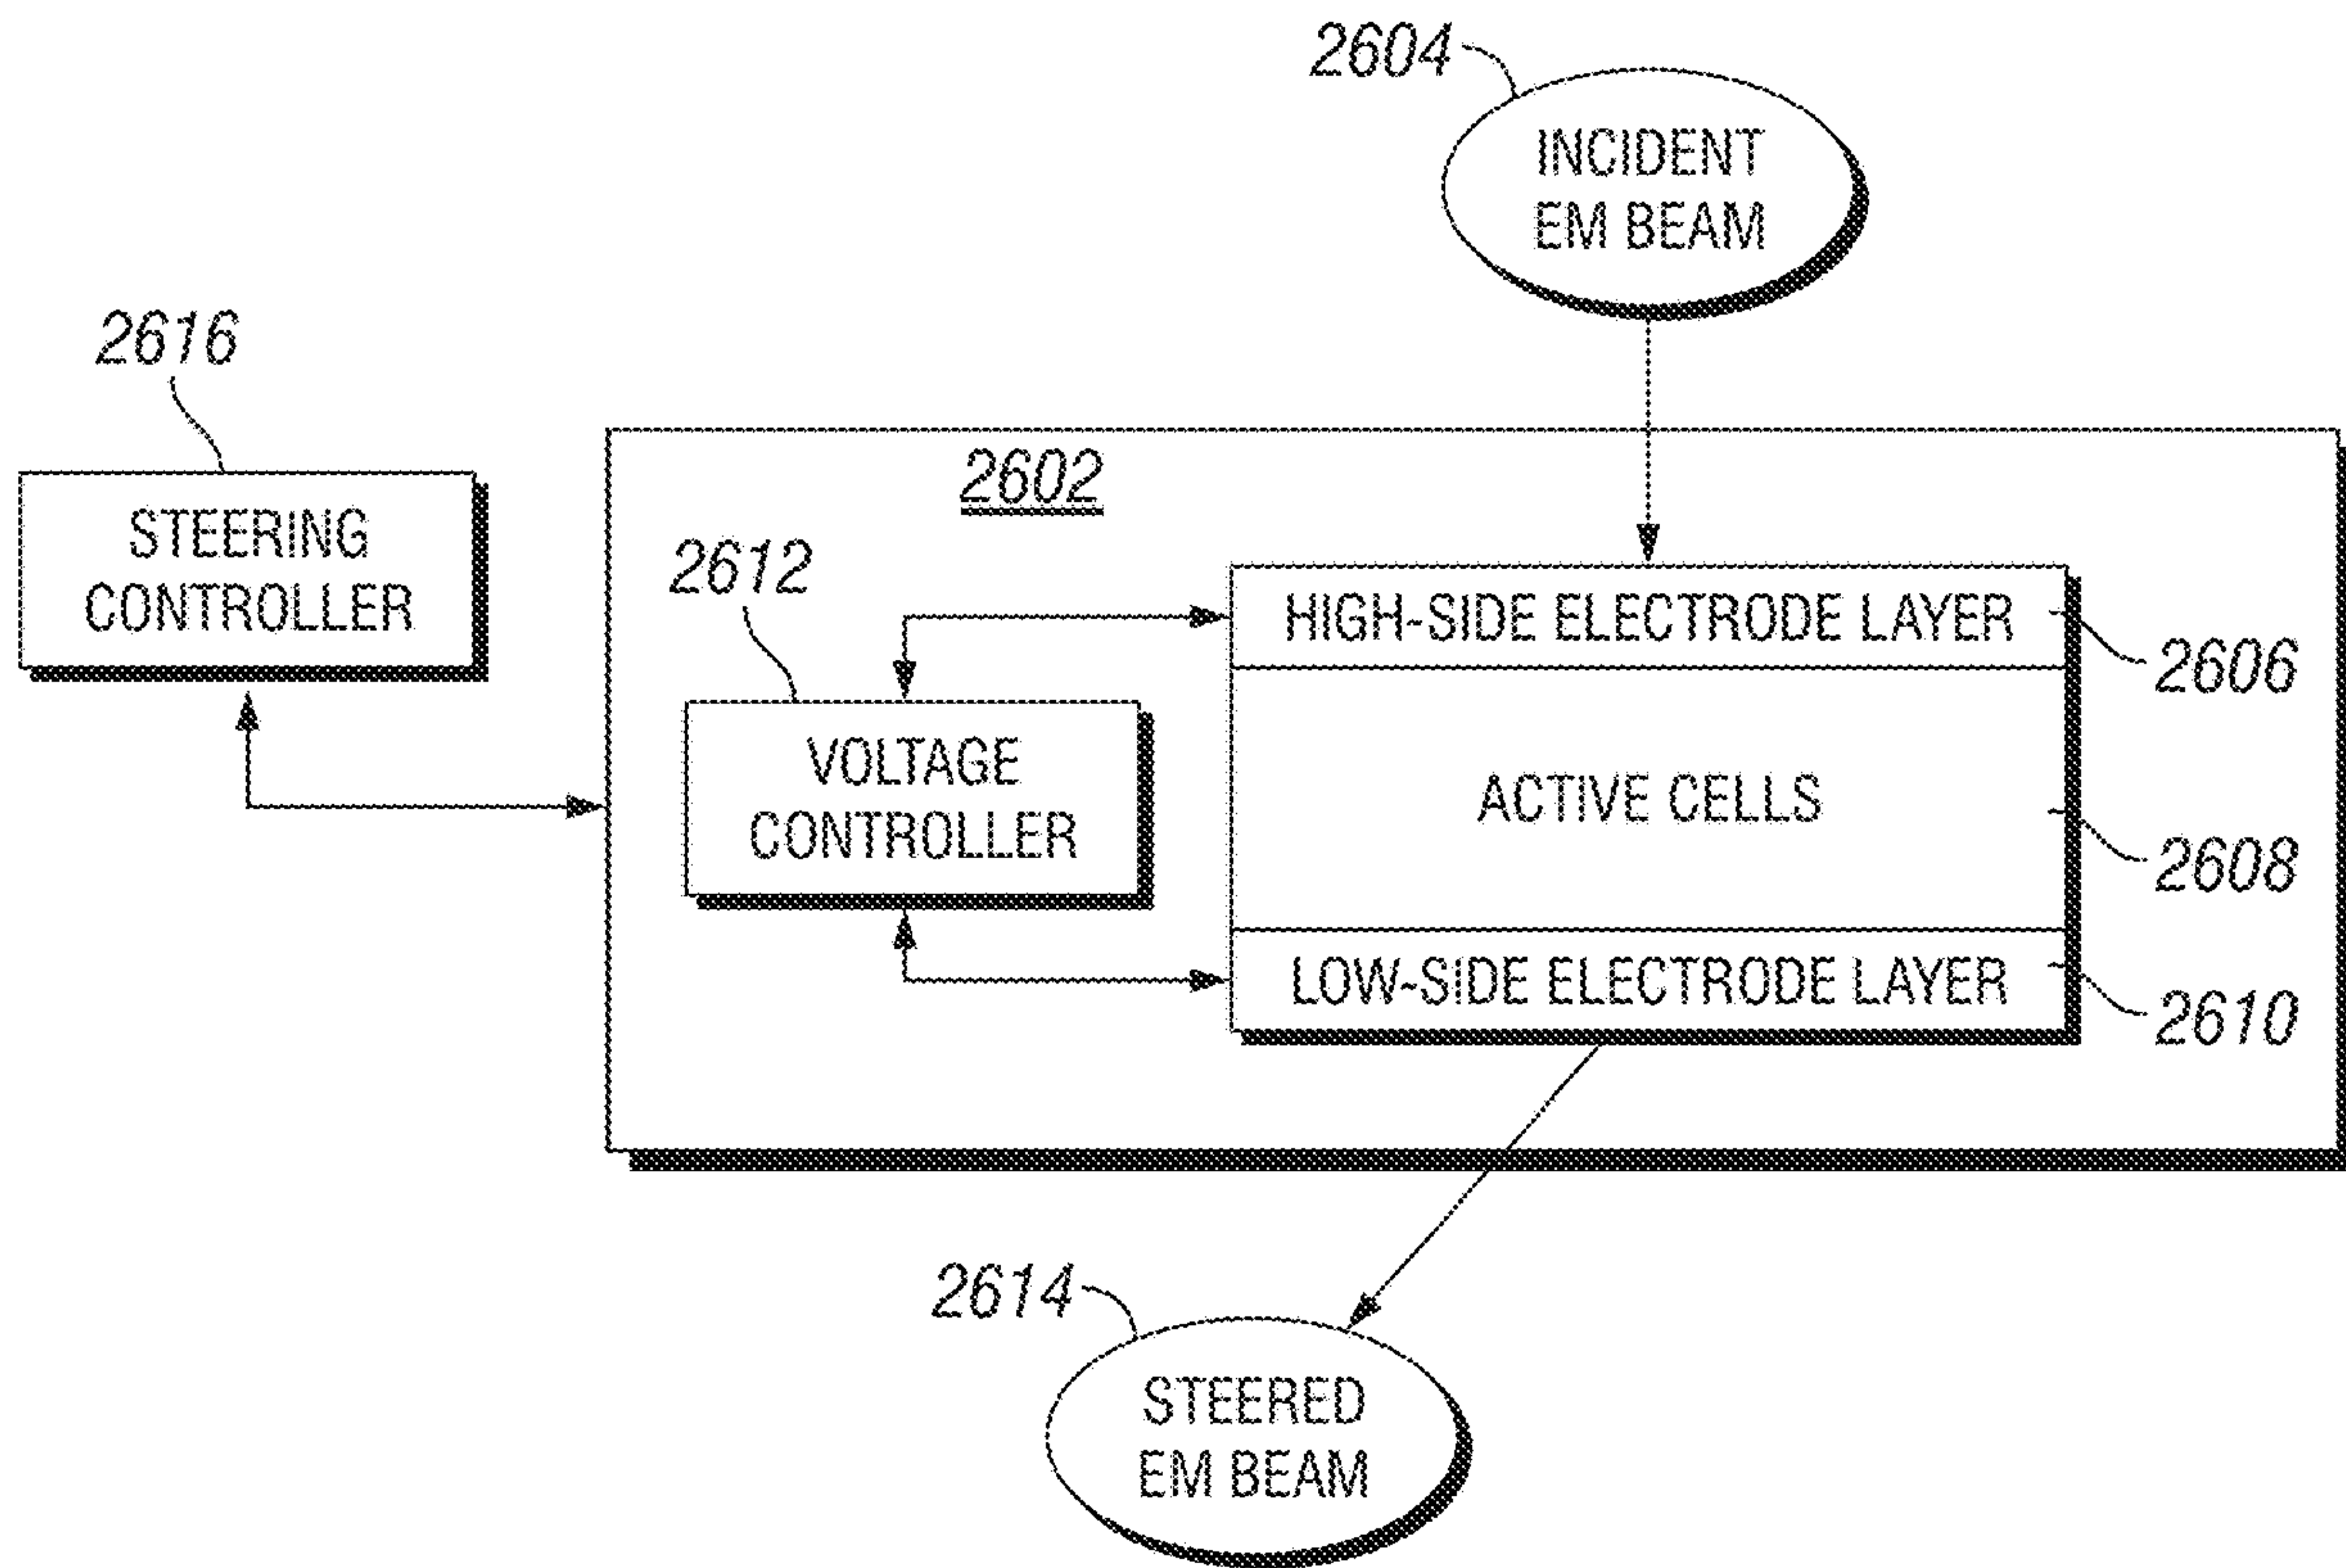 2604
INCIDENT
EM BEAM
2616
STEERING
CONTROLLER
2602
2612
VOLTAGE
CONTROLLER
HIGH-SIDE ELECTRODE LAYER
2606
ACTIVE CELLS
2608
LOW-SIDE ELECTRODE LAYER
2610
2614
STEERED
EM BEAM